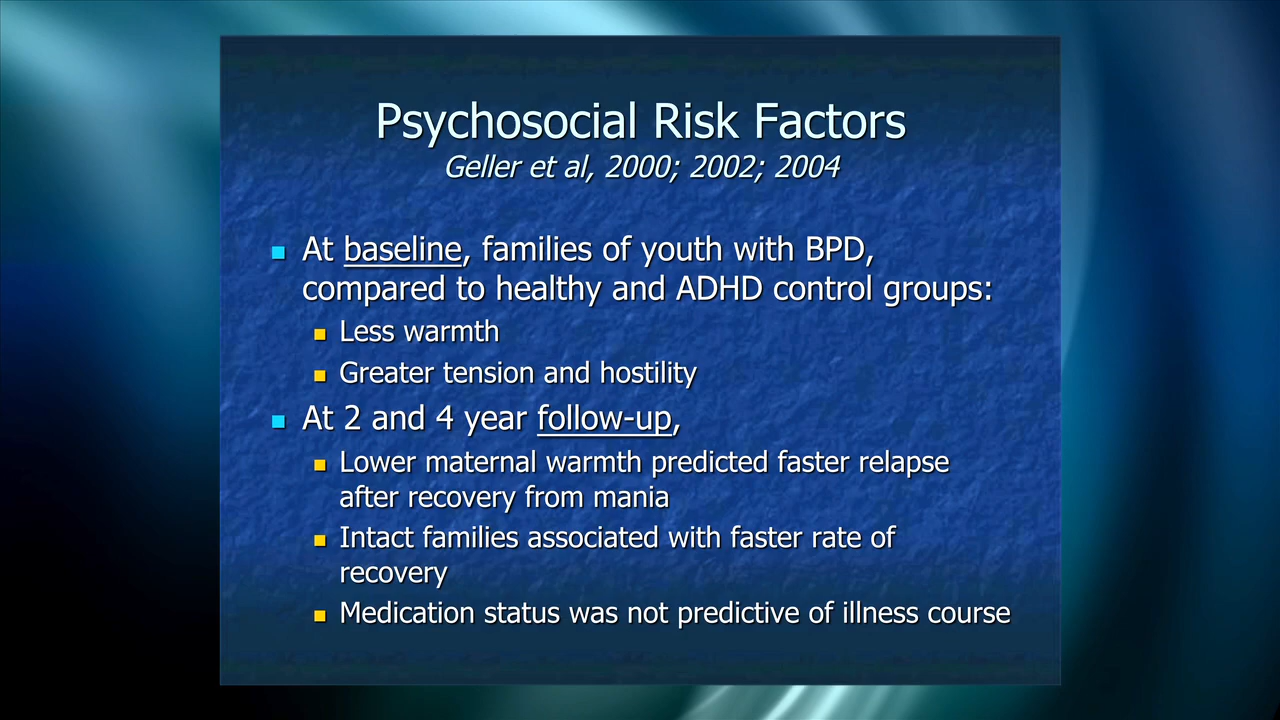 Psychosocial Risk Factors
Geller et al, 2000; 2002; 2004
At baseline, families of youth with BPD,
compared to healthy and ADHD control groups:
Less warmth
Greater tension and hostility
At 2 and 4 year follow-up,
Lower maternal warmth predicted faster relapse
after recovery from mania
Intact families associated with faster rate of
recovery
Medication status was not predictive of illness course